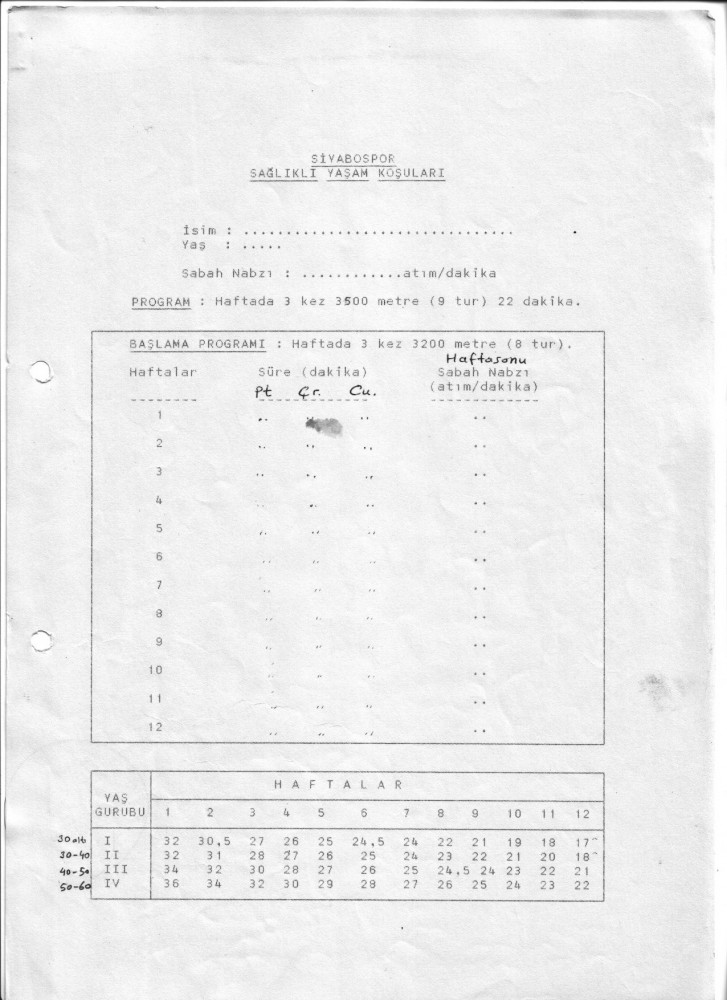 SİYABOSPOR
SAĞLIKLI YAŞAM KOŞULARI
İsim : ................................
Yaş : .....
Sabah Nabzı : ............atım/dakika
PROGRAM : Haftada 3 kez 3500 metre (9 tur) 22 dakika.
BAŞLAMA PROGRAMI : Haftada 3 kez 3200 metre (8 tur).
Haftasonu
Haftalar Süre (dakika) Sabah Nabzı
(atım/dakika)
Pt Çr. Cu.
-------- ------------- -------------
1 .. .. .. ..
2 .. .. .. ..
3 .. .. .. ..
4 .. .. .. ..
5 .. .. .. ..
6 .. .. .. ..
7 .. .. .. ..
8 .. .. .. ..
9 .. .. .. ..
10 .. .. .. ..
11 .. .. .. ..
12 .. .. .. ..
H A F T A L A R
YAŞ
GURUBU 1 2 3 4 5 6 7 8 9 10 11 12
30 altı I 32 30,5 27 26 25 24,5 24 22 21 19 18 17
30-40 II 32 31 28 27 26 25 24 23 22 21 20 18
40-50 III 34 32 30 28 27 26 25 24,5 24 23 22 21
50-60 IV 36 34 32 30 29 28 27 26 25 24 23 22